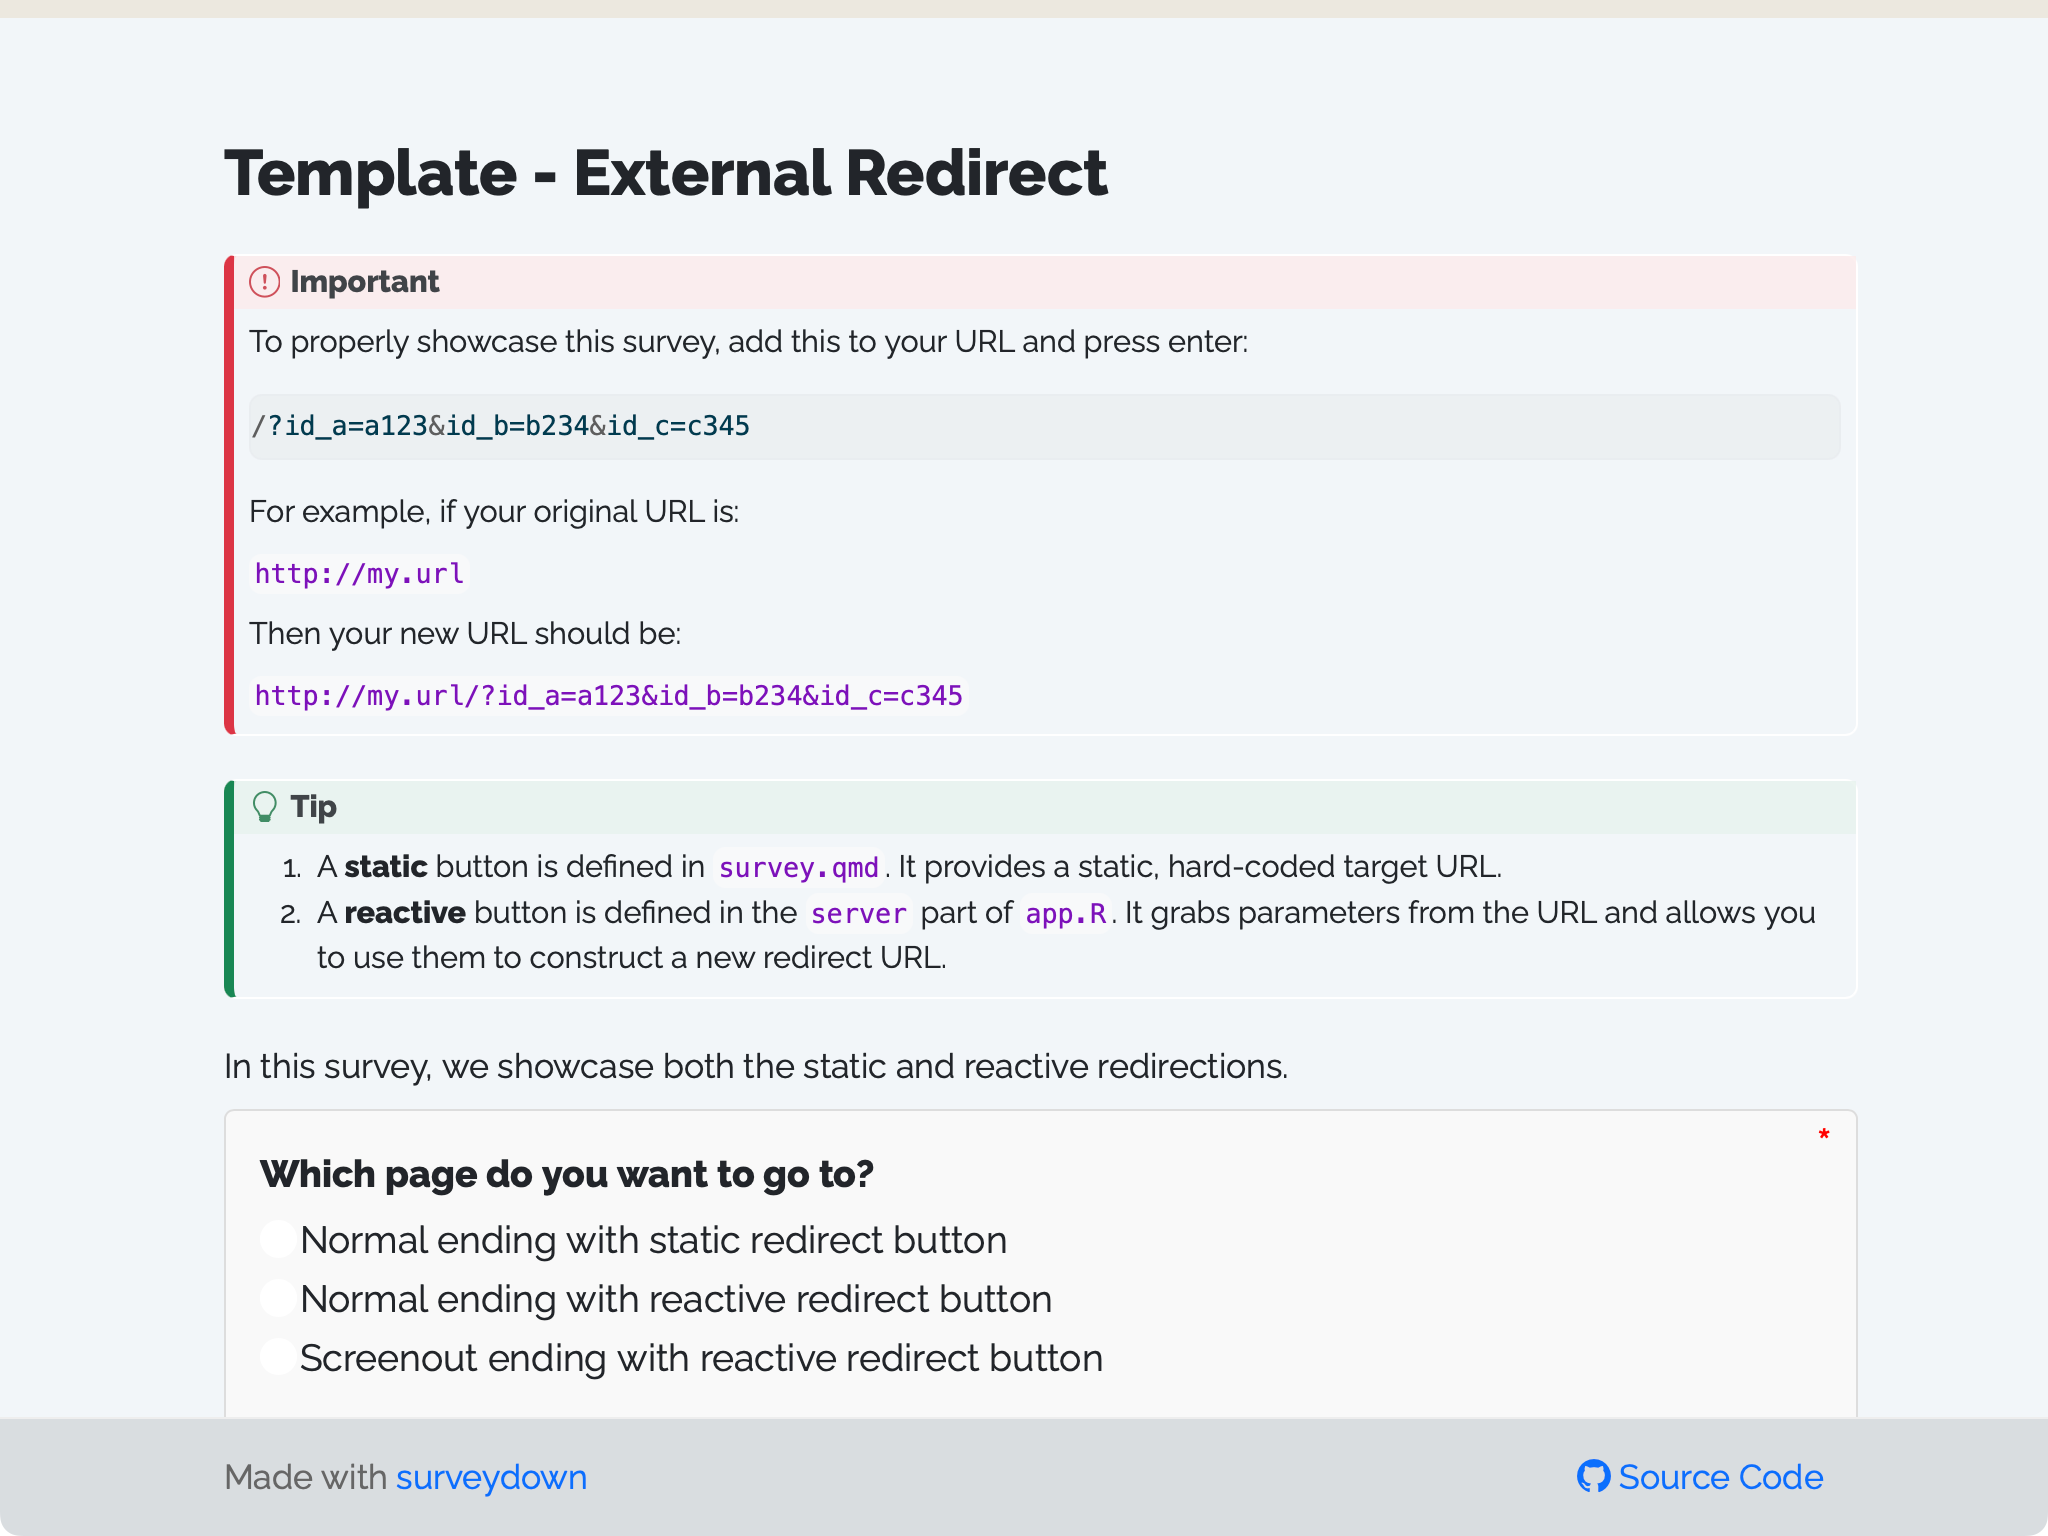 Template - External Redirect
Important
To properly showcase this survey, add this to your URL and press enter:
/?id_a=a123&id_b=b234&id_c=c345
For example, if your original URL is:
http://my.url
Then your new URL should be:
http://my.url/?id_a=a123&id_b=b234&id_c=c345
Tip
1. A static button is defined in survey.qmd. It provides a static, hard-coded target URL.
2. A reactive button is defined in the server part of app.R. It grabs parameters from the URL and allows you
to use them to construct a new redirect URL.
In this survey, we showcase both the static and reactive redirections.
*
Which page do you want to go to?
Normal ending with static redirect button
Normal ending with reactive redirect button
Screenout ending with reactive redirect button
Made with surveydown
Source Code